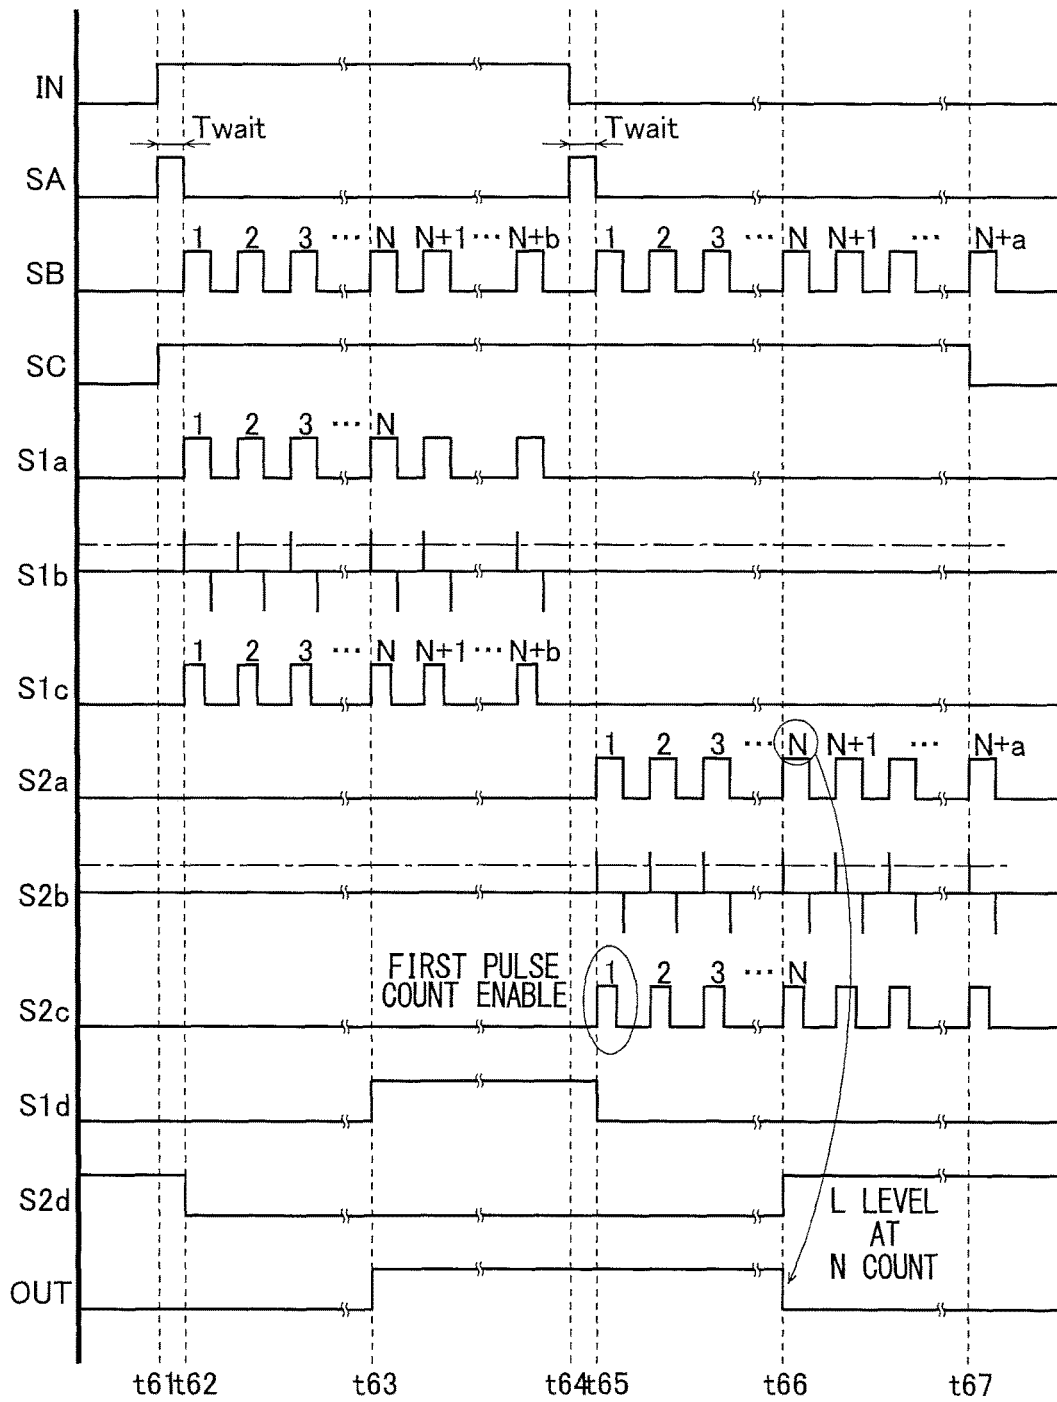 IN
Twait Twait
SA
1 2 3 ··· N N+1 ··· N+b 1 2 3 ··· N N+1 ··· N+a
SB
SC
1 2 3 ··· N
S1a
S1b
1 2 3 ··· N N+1 ··· N+b
S1c
1 2 3 ··· N N+1 ··· N+a
S2a
S2b
FIRST PULSE
COUNT ENABLE
1 2 3 ··· N
S2c
S1d
S2d
L LEVEL
AT
N COUNT
OUT
t61 t62 t63 t64 t65 t66 t67